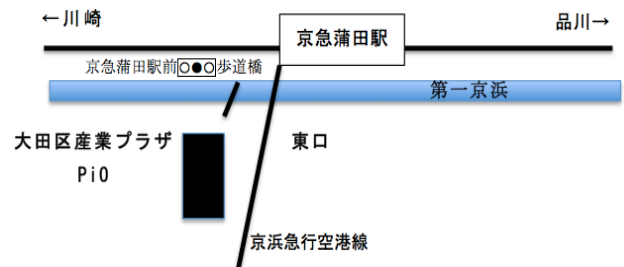 ←川崎
品川→
京急蒲田駅
京急蒲田駅前○●○歩道橋
第一京浜
大田区産業プラザ
PiO
東口
京浜急行空港線